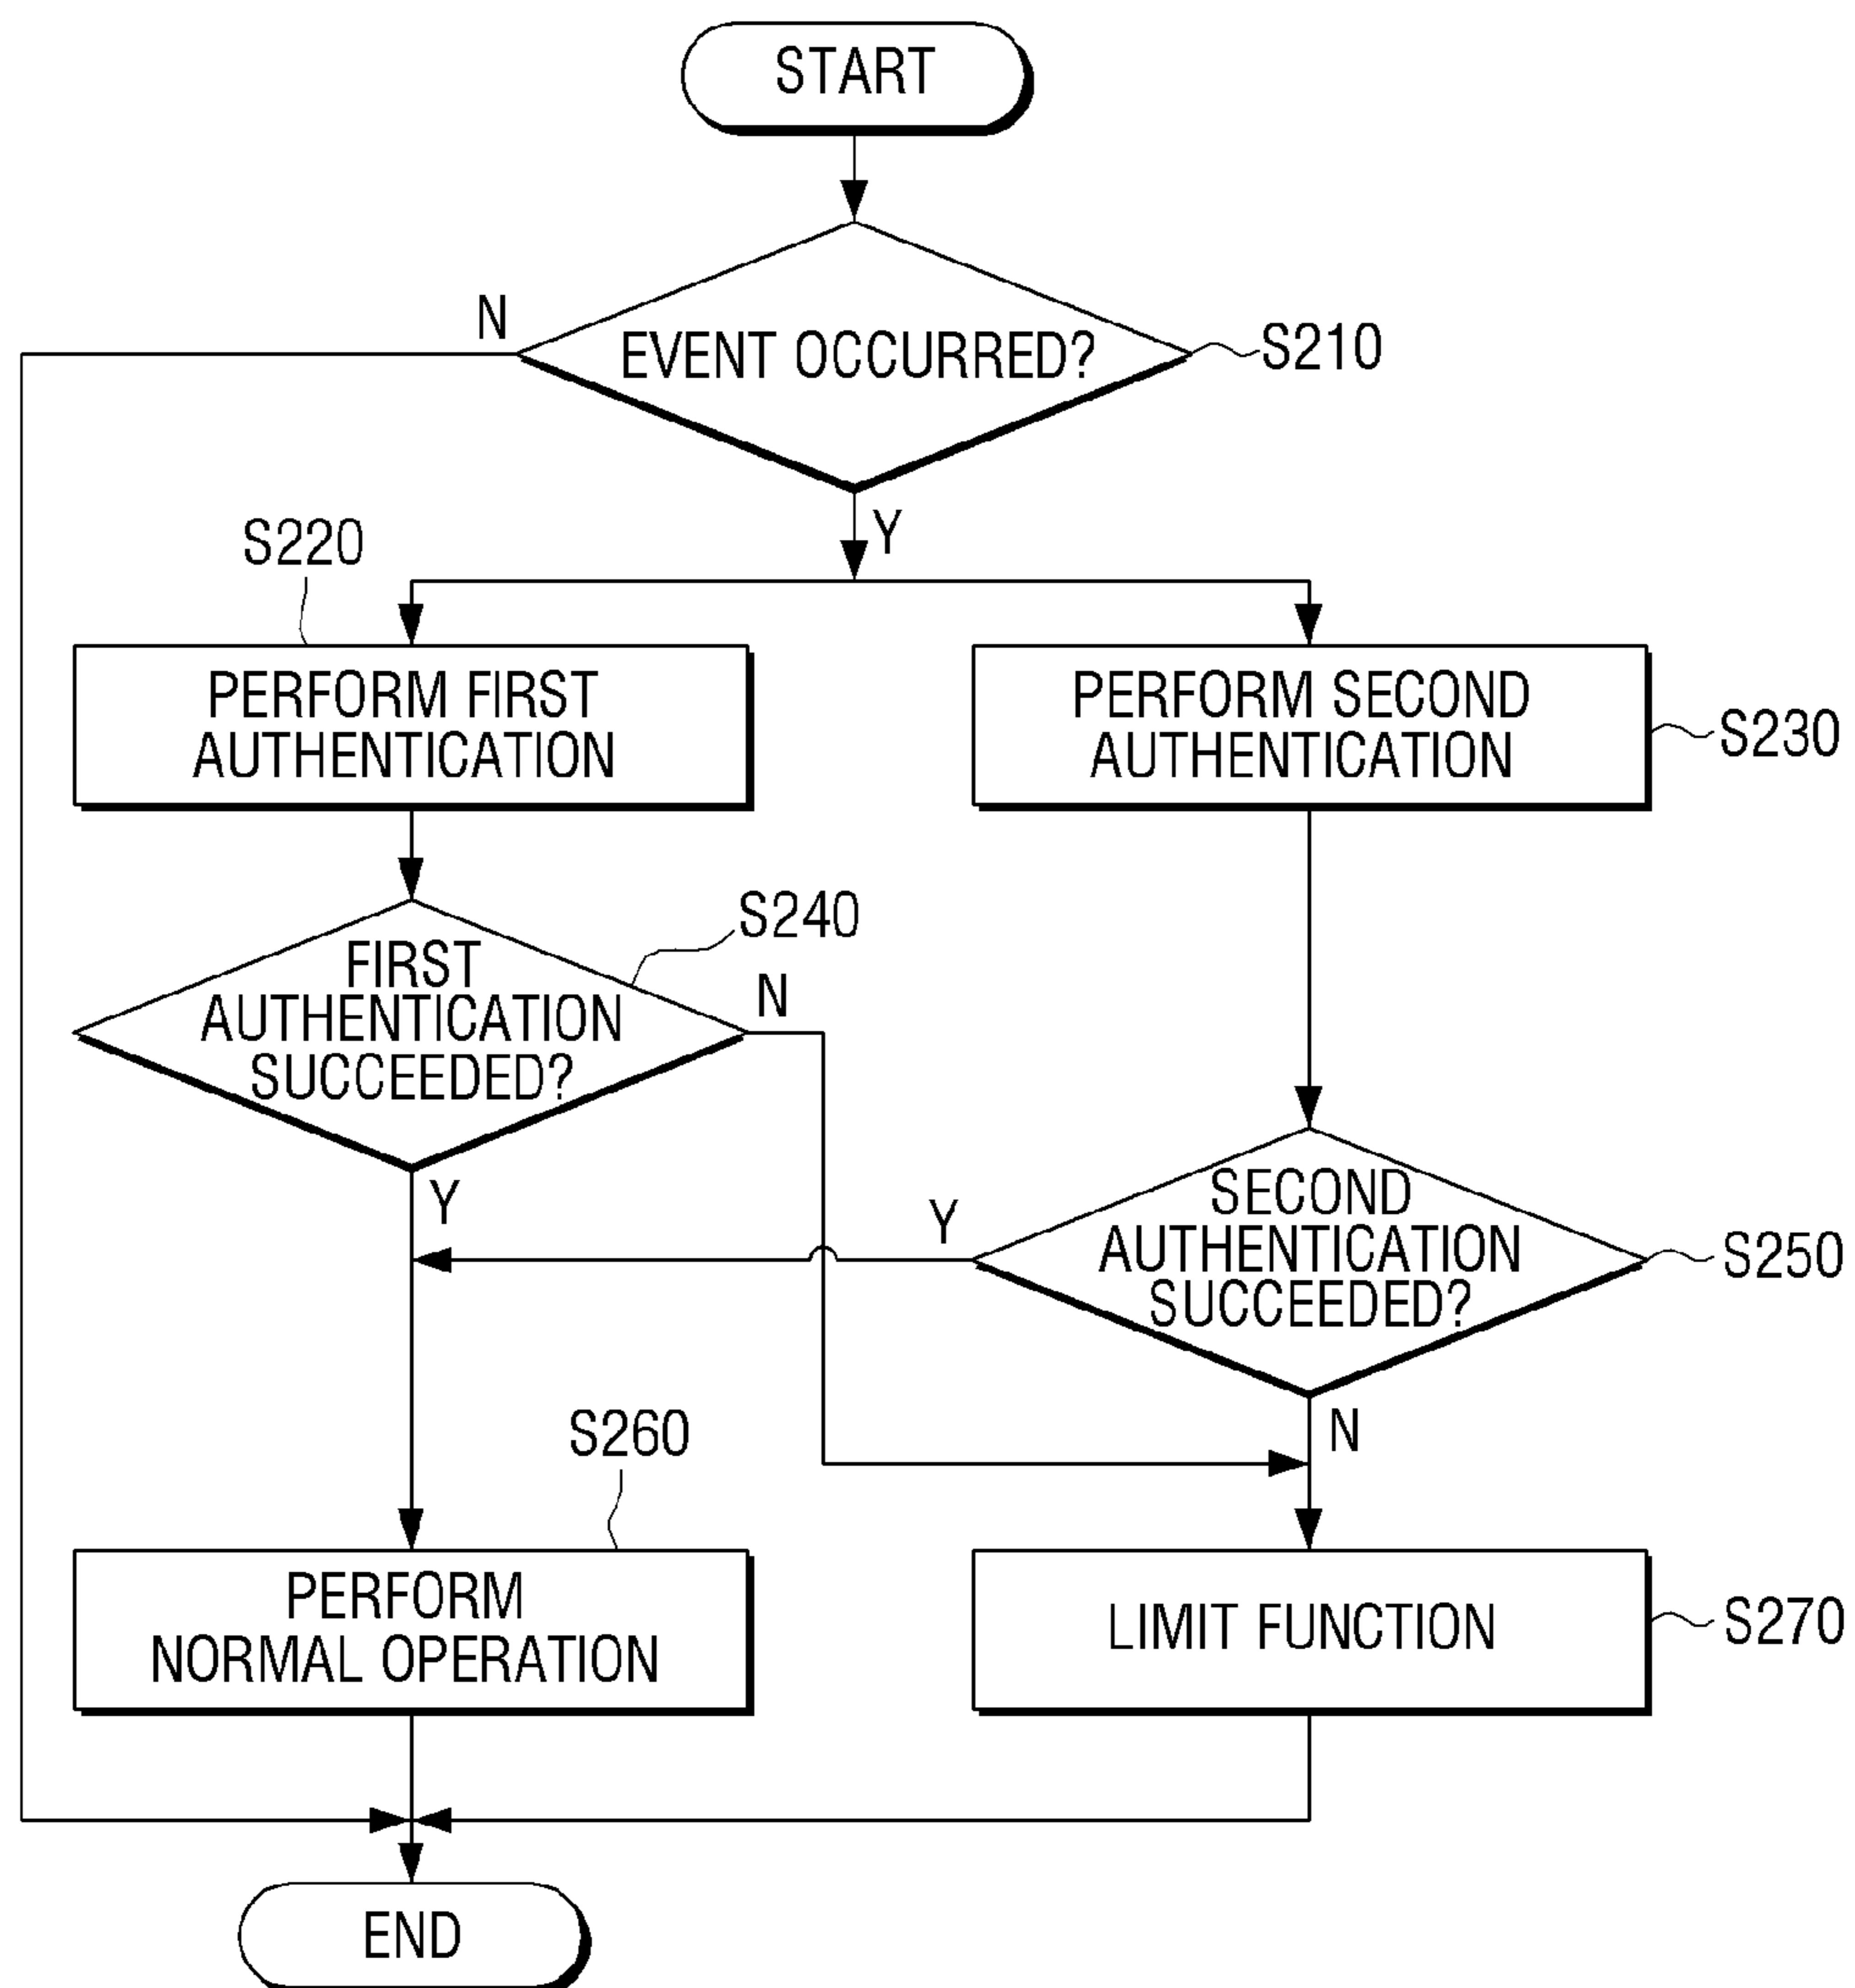 START
N
EVENT OCCURRED?
S210
Y
S220
PERFORM FIRST
AUTHENTICATION
PERFORM SECOND
AUTHENTICATION
S230
S240
FIRST
AUTHENTICATION
SUCCEEDED?
N
Y
Y
SECOND
AUTHENTICATION
SUCCEEDED?
S250
N
S260
PERFORM
NORMAL OPERATION
LIMIT FUNCTION
S270
END